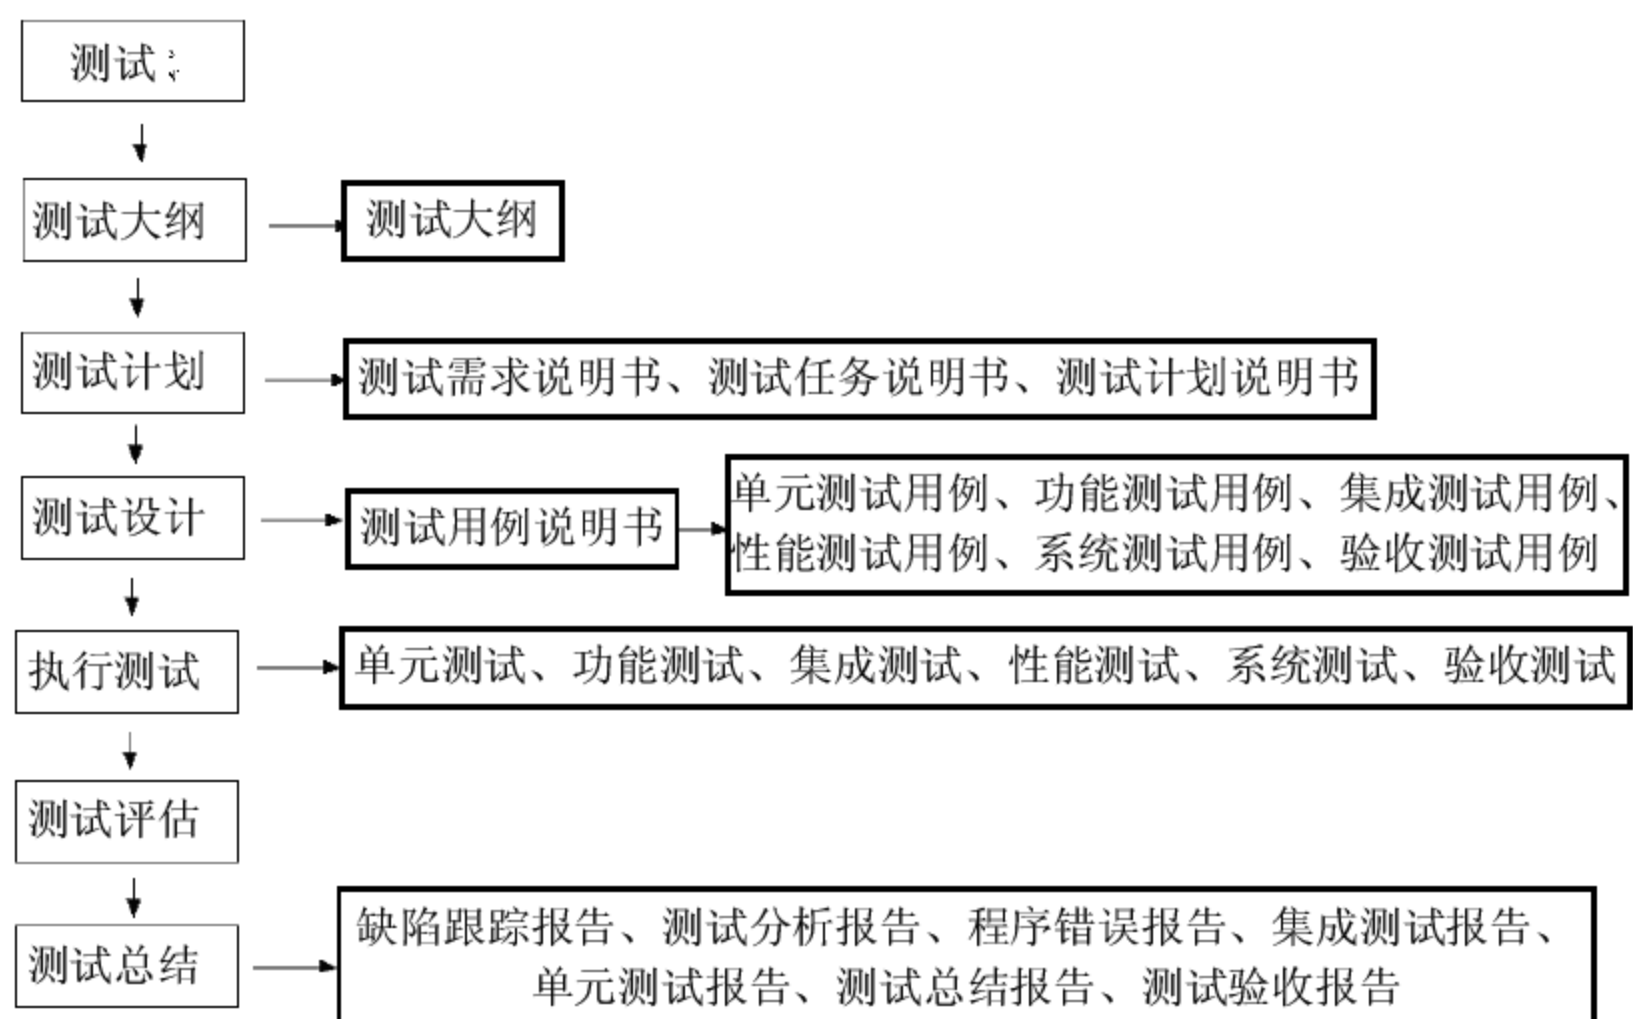 测试
测试大纲
测试大纲
测试计划
测试需求说明书、测试任务说明书、测试计划说明书
测试设计
测试用例说明书
单元测试用例、功能测试用例、集成测试用例、
性能测试用例、系统测试用例、验收测试用例
执行测试
单元测试、功能测试、集成测试、性能测试、系统测试、验收测试
测试评估
测试总结
缺陷跟踪报告、测试分析报告、程序错误报告、集成测试报告、
单元测试报告、测试总结报告、测试验收报告